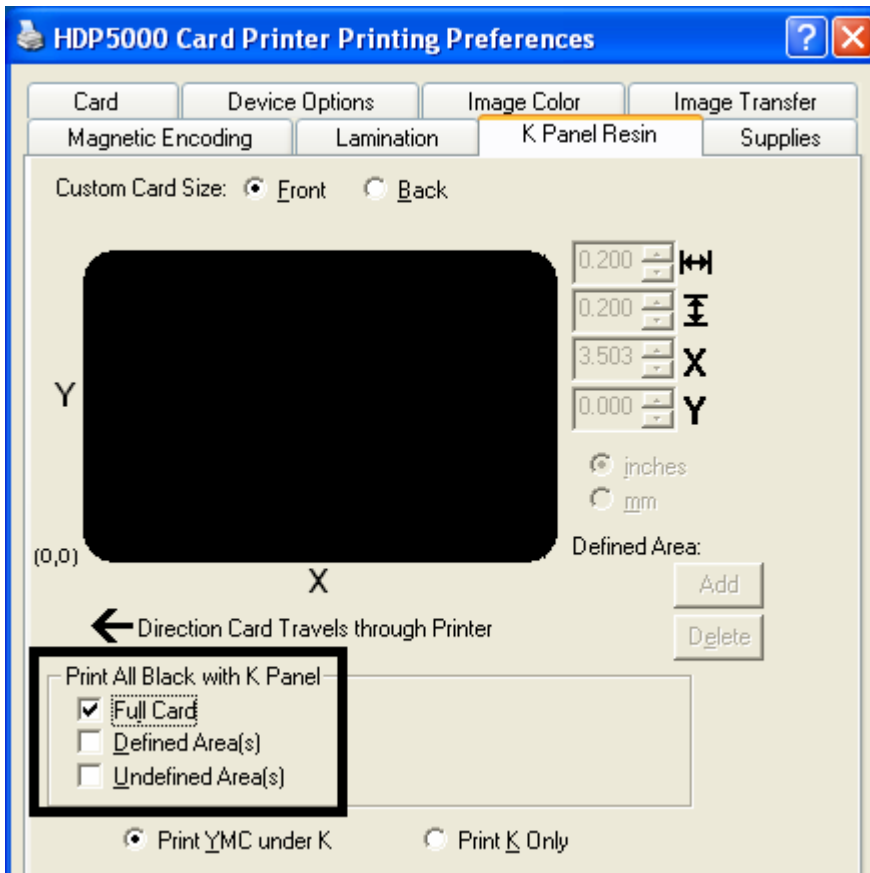 HDP5000 Card Printer Printing Preferences
Card Device Options Image Color Image Transfer
Magnetic Encoding Lamination K Panel Resin Supplies
Custom Card Size: Front Back
0.200
0.200
3.503 X
0.000 Y
Y
inches
mm
(0,0)
X
Defined Area:
Add
Direction Card Travels through Printer
Delete
Print All Black with K Panel
Full Card
Defined Area(s)
Undefined Area(s)
Print YMC under K Print K Only